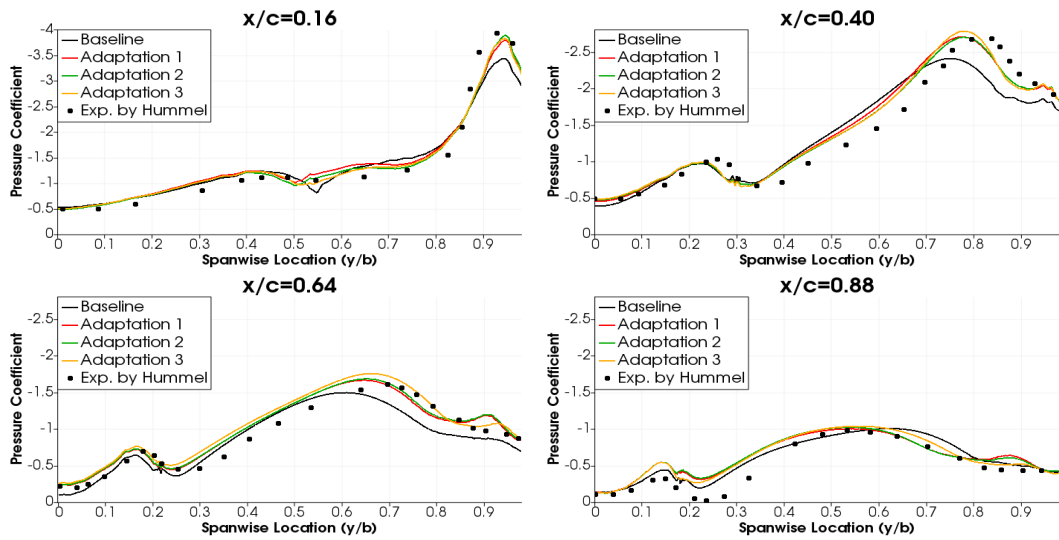 x/c=0.16
Pressure Coefficient
-4
-3.5
-3
-2.5
-2
-1.5
-1
-0.5
0
Baseline
Adaptation 1
Adaptation 2
Adaptation 3
Exp. by Hummel
0 0.1 0.2 0.3 0.4 0.5 0.6 0.7 0.8 0.9
Spanwise Location (y/b)
x/c=0.40
Pressure Coefficient
-2.5
-2
-1.5
-1
-0.5
0
Baseline
Adaptation 1
Adaptation 2
Adaptation 3
Exp. by Hummel
0 0.1 0.2 0.3 0.4 0.5 0.6 0.7 0.8 0.9
Spanwise Location (y/b)
x/c=0.64
Pressure Coefficient
-2.5
-2
-1.5
-1
-0.5
0
Baseline
Adaptation 1
Adaptation 2
Adaptation 3
Exp. by Hummel
0 0.1 0.2 0.3 0.4 0.5 0.6 0.7 0.8 0.9
Spanwise Location (y/b)
x/c=0.88
Pressure Coefficient
-2.5
-2
-1.5
-1
-0.5
0
Baseline
Adaptation 1
Adaptation 2
Adaptation 3
Exp. by Hummel
0 0.1 0.2 0.3 0.4 0.5 0.6 0.7 0.8 0.9
Spanwise Location (y/b)